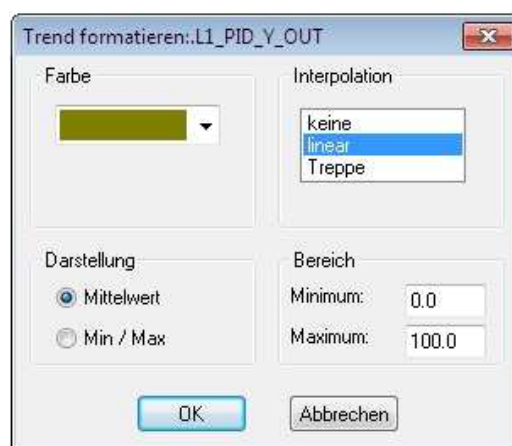 Trend formatieren:.L1_PID_Y_OUT
Farbe
Interpolation
keine
linear
Treppe
Darstellung
Mittelwert
Min / Max
Bereich
Minimum: 0.0
Maximum: 100.0
OK
Abbrechen